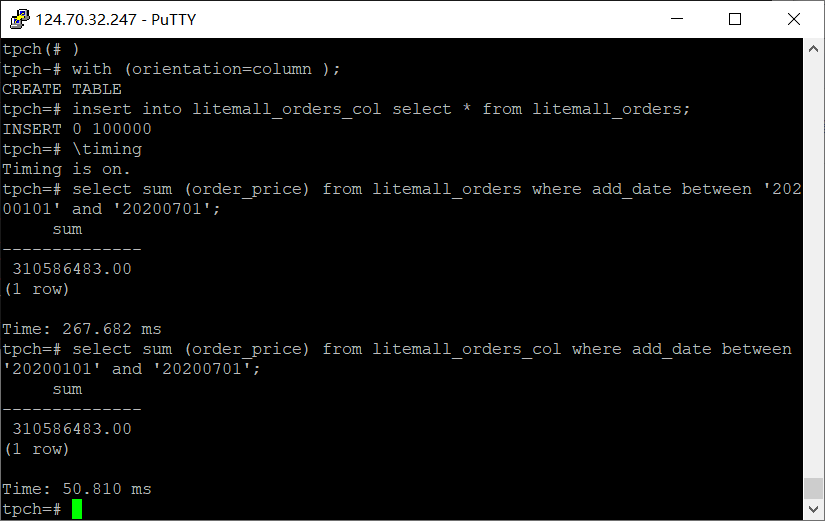 124.70.32.247 - PuTTY
tpch(# )
tpch-# with (orientation=column );
CREATE TABLE
tpch=# insert into litemall_orders_col select * from litemall_orders;
INSERT 0 100000
tpch=# \timing
Timing is on.
tpch=# select sum (order_price) from litemall_orders where add_date between '202
00101' and '20200701';
     sum
--------------
 310586483.00
(1 row)

Time: 267.682 ms
tpch=# select sum (order_price) from litemall_orders_col where add_date between
'20200101' and '20200701';
     sum
--------------
 310586483.00
(1 row)

Time: 50.810 ms
tpch=#